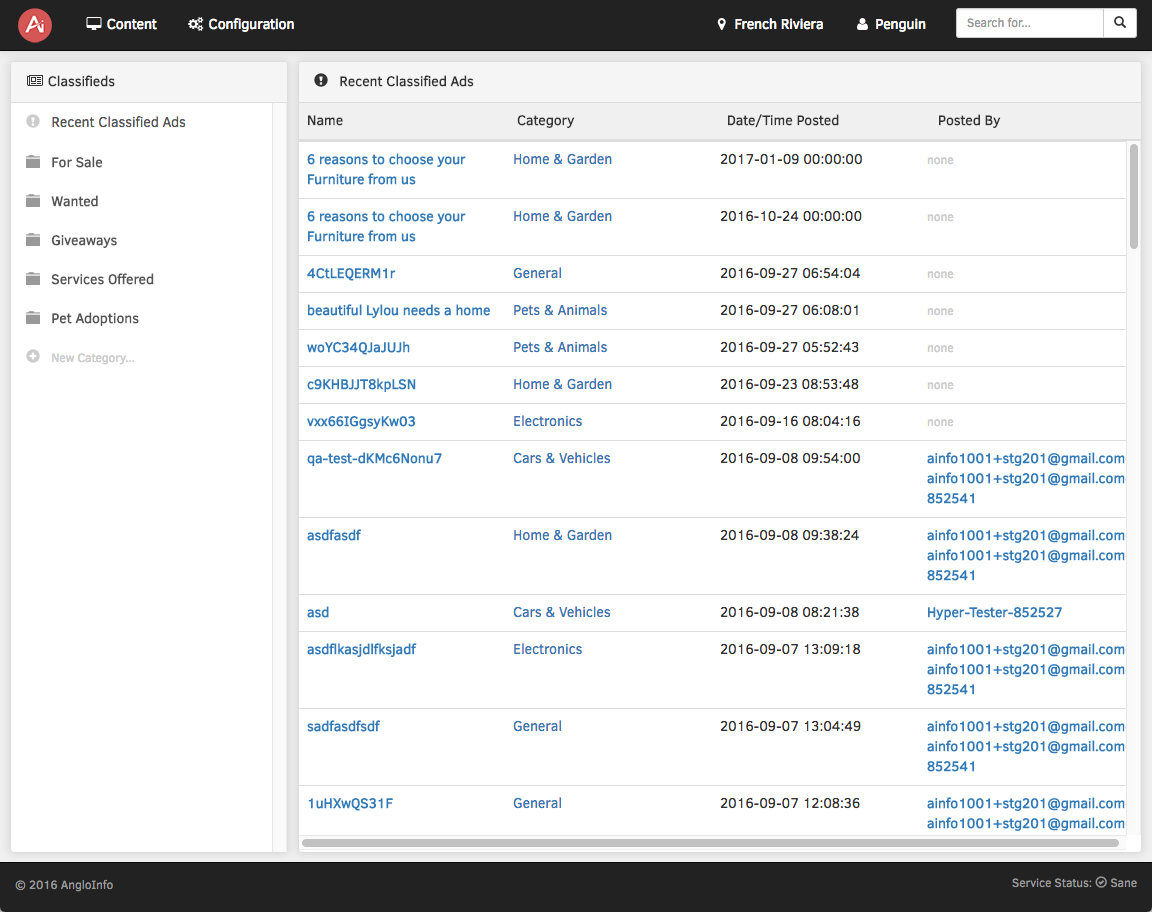 Ai Content Configuration French Riviera Penguin Search for...
Classifieds
Recent Classified Ads
For Sale
Wanted
Giveaways
Services Offered
Pet Adoptions
New Category...
Recent Classified Ads
Name Category Date/Time Posted Posted By
6 reasons to choose your Home & Garden 2017-01-09 00:00:00 none
Furniture from us
6 reasons to choose your Home & Garden 2016-10-24 00:00:00 none
Furniture from us
4CtLEQERM1r General 2016-09-27 06:54:04 none
beautiful Lylou needs a home Pets & Animals 2016-09-27 06:08:01 none
woYC34QJaJUJh Pets & Animals 2016-09-27 05:52:43 none
c9KHBJJT8kpLSN Home & Garden 2016-09-23 08:53:48 none
vxx66IGgsyKw03 Electronics 2016-09-16 08:04:16 none
qa-test-dKMc6Nonu7 Cars & Vehicles 2016-09-08 09:54:00 ainfo1001+stg201@gmail.com
ainfo1001+stg201@gmail.com
852541
asdfasdf Home & Garden 2016-09-08 09:38:24 ainfo1001+stg201@gmail.com
ainfo1001+stg201@gmail.com
852541
asd Cars & Vehicles 2016-09-08 08:21:38 Hyper-Tester-852527
asdflkasjdlfksjadf Electronics 2016-09-07 13:09:18 ainfo1001+stg201@gmail.com
ainfo1001+stg201@gmail.com
852541
sadfasdfsdf General 2016-09-07 13:04:49 ainfo1001+stg201@gmail.com
ainfo1001+stg201@gmail.com
852541
1uHXwQS31F General 2016-09-07 12:08:36 ainfo1001+stg201@gmail.com
ainfo1001+stg201@gmail.com
© 2016 AngloInfo Service Status: Sane